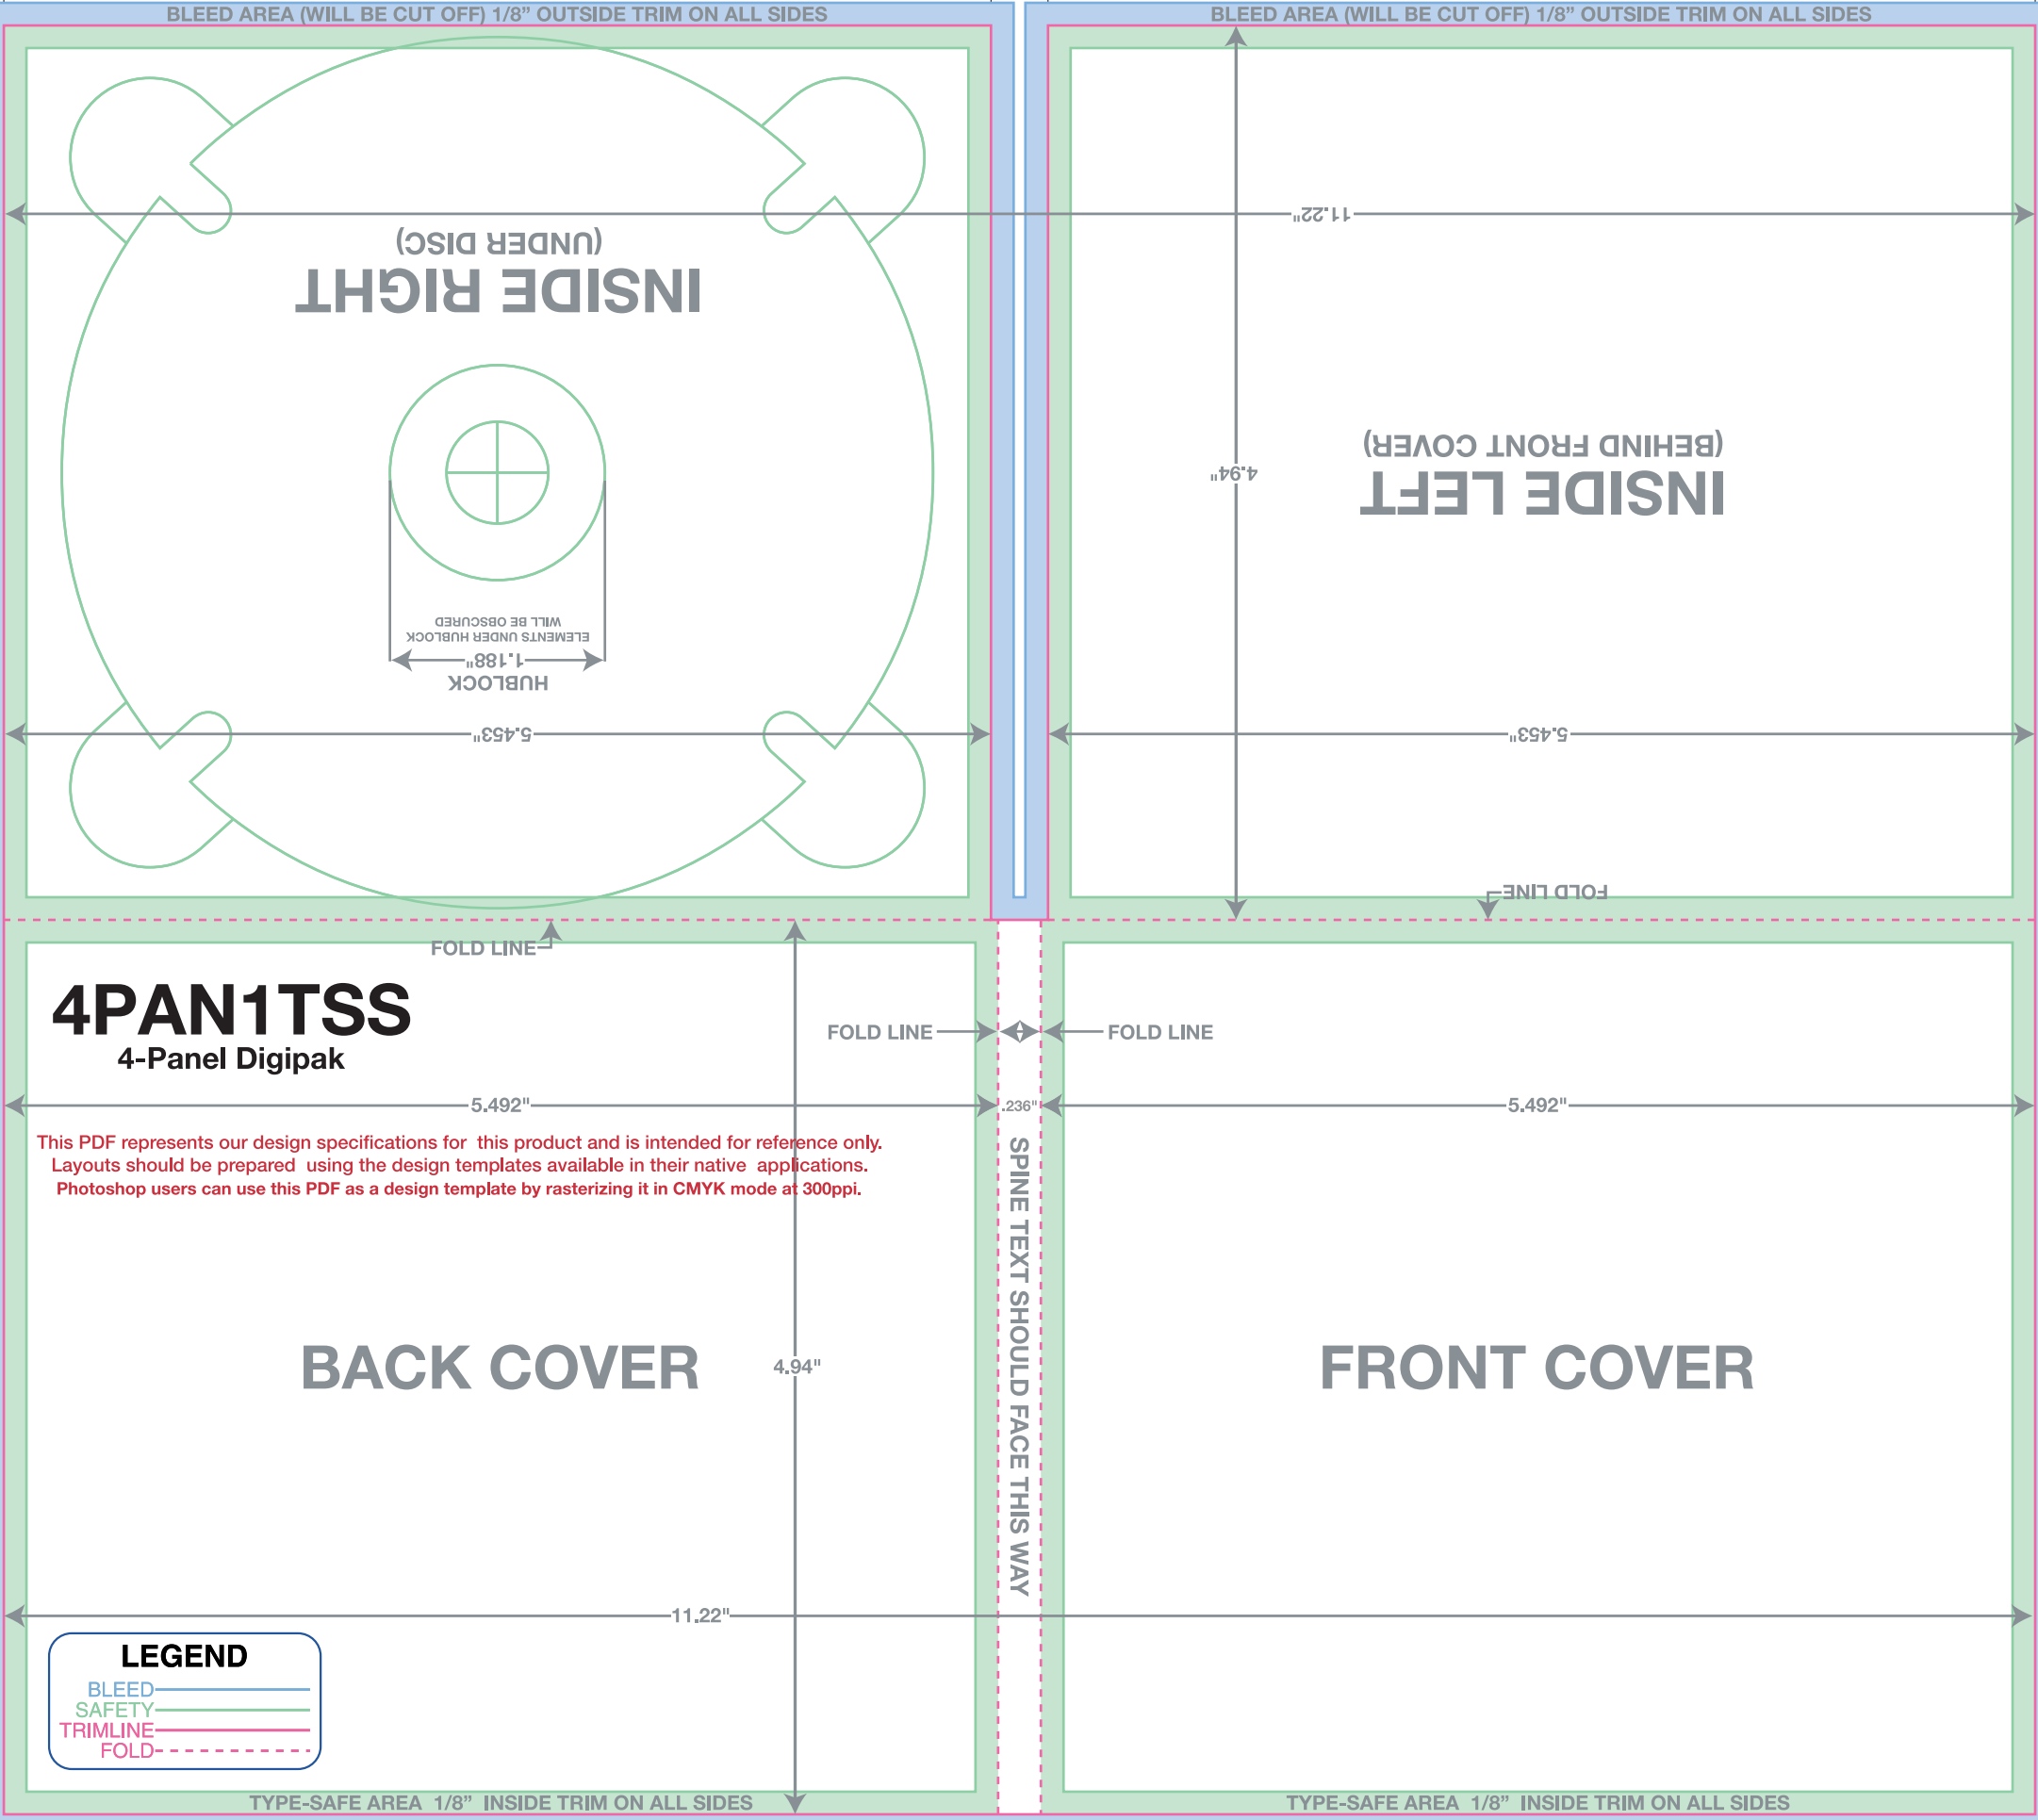 BLEED AREA (WILL BE CUT OFF) 1/8” OUTSIDE TRIM ON ALL SIDES
BLEED AREA (WILL BE CUT OFF) 1/8” OUTSIDE TRIM ON ALL SIDES
11.22"
INSIDE RIGHT
(UNDER DISC)
HUBLOCK
1.188"
ELEMENTS UNDER HUBLOCK
WILL BE OBSCURED
5.453"
INSIDE LEFT
(BEHIND FRONT COVER)
4.94"
5.453"
FOLD LINE
FOLD LINE
4PAN1TSS
4-Panel Digipak
FOLD LINE
FOLD LINE
5.492"
.236"
5.492"
This PDF represents our design specifications for this product and is intended for reference only.
Layouts should be prepared using the design templates available in their native applications.
Photoshop users can use this PDF as a design template by rasterizing it in CMYK mode at 300ppi.
SPINE TEXT SHOULD FACE THIS WAY
BACK COVER
4.94"
FRONT COVER
11.22"
LEGEND
BLEED
SAFETY
TRIMLINE
FOLD
TYPE-SAFE AREA 1/8” INSIDE TRIM ON ALL SIDES
TYPE-SAFE AREA 1/8” INSIDE TRIM ON ALL SIDES